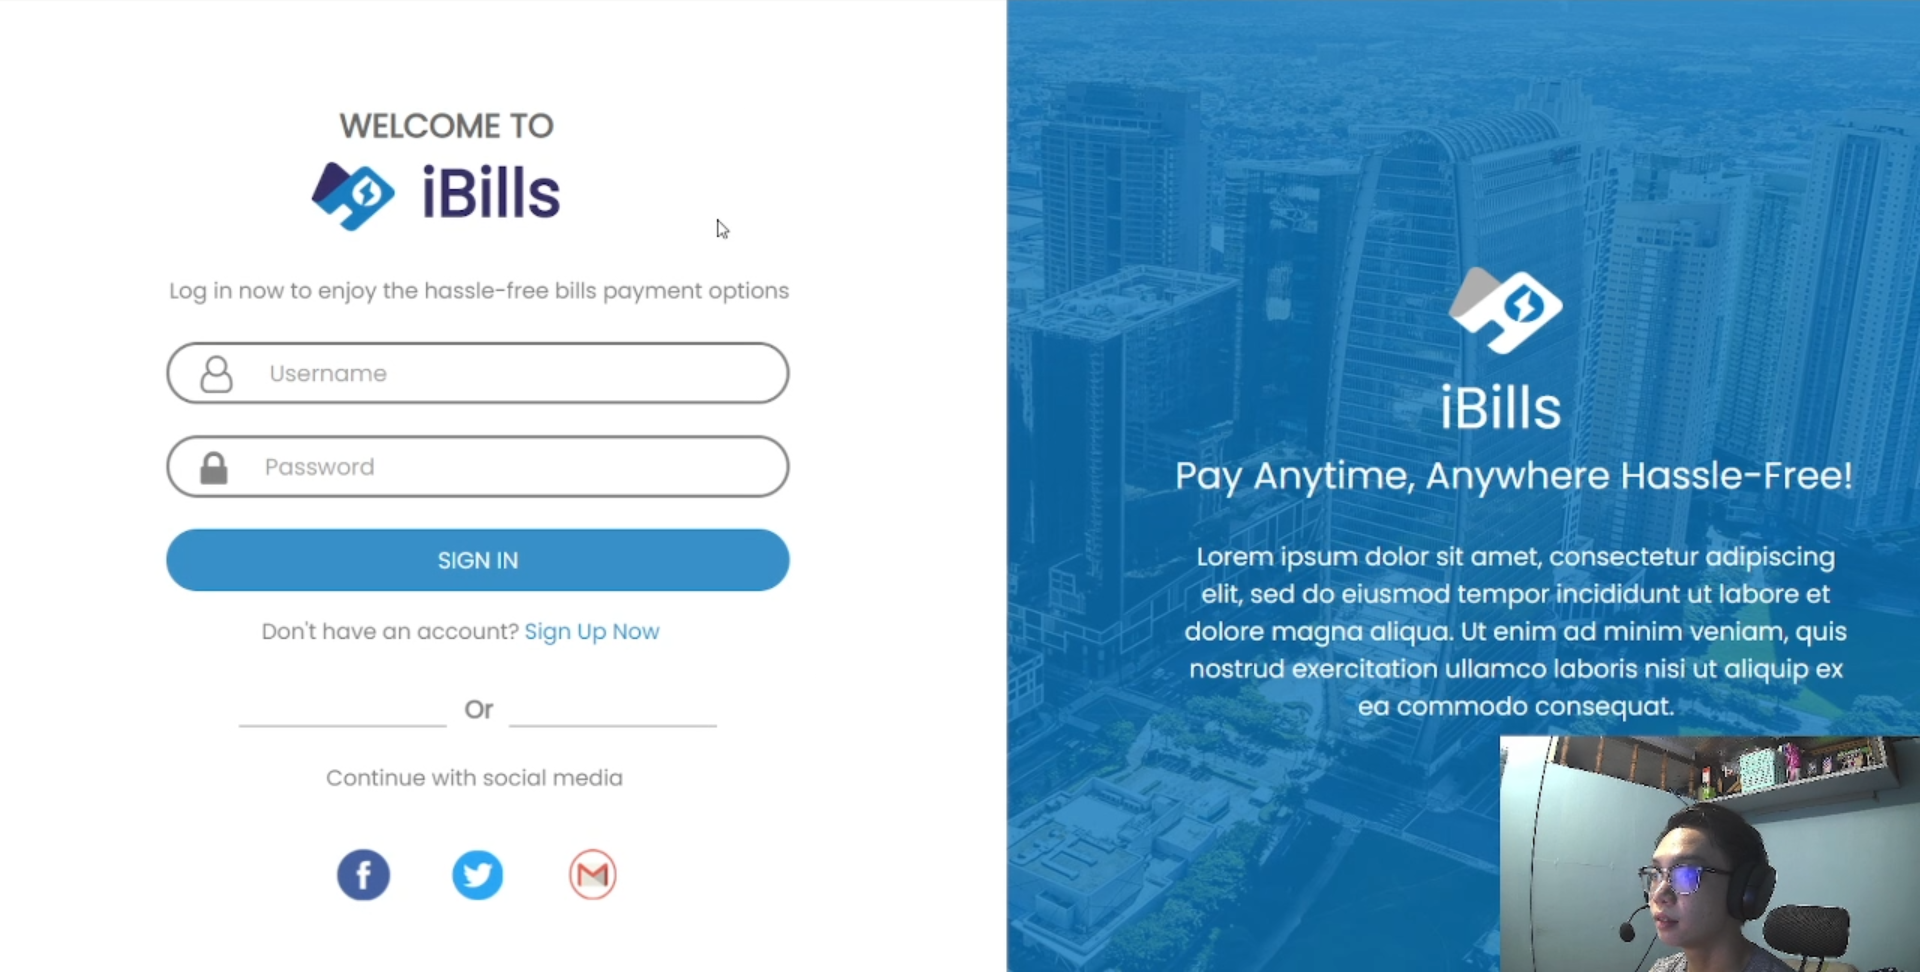 WELCOME TO
iBills
Log in now to enjoy the hassle-free bills payment options
Username
Password
SIGN IN
Don't have an account? Sign Up Now
Or
Continue with social media
iBills
Pay Anytime, Anywhere Hassle-Free!
Lorem ipsum dolor sit amet, consectetur adipiscing
elit, sed do eiusmod tempor incididunt ut labore et
dolore magna aliqua. Ut enim ad minim veniam, quis
nostrud exercitation ullamco laboris nisi ut aliquip ex
ea commodo consequat.